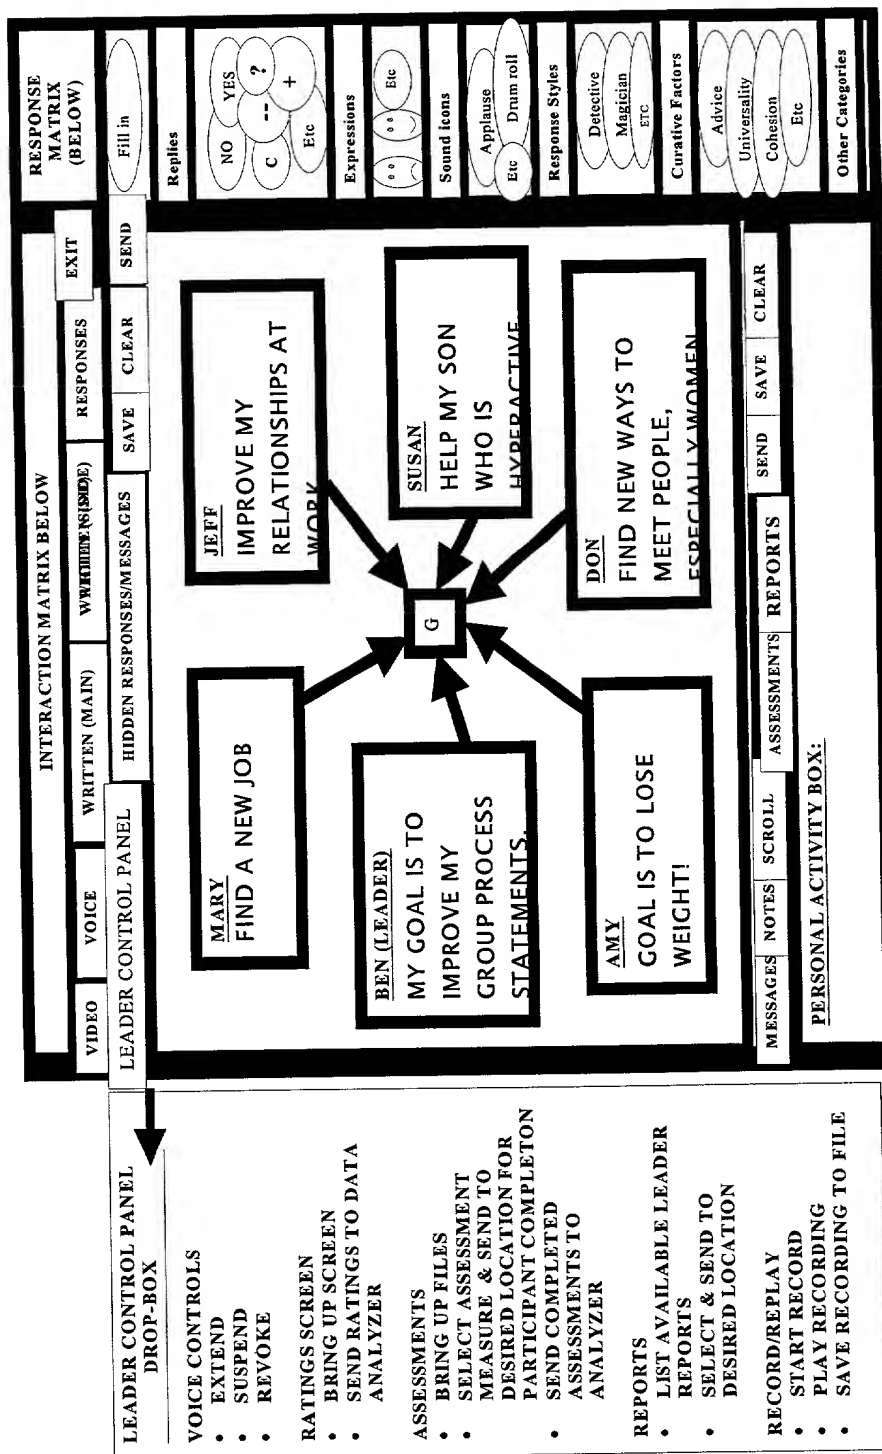 LEADER CONTROL PANEL
DROP-BOX
VOICE CONTROLS
• EXTEND
• SUSPEND
• REVOKE
RATINGS SCREEN
• BRING UP SCREEN
• SEND RATINGS TO DATA
ANALYZER
ASSESSMENTS
• BRING UP FILES
• SELECT ASSESSMENT
MEASURE & SEND TO
DESIRED LOCATION FOR
PARTICIPANT COMPLETON
• SEND COMPLETED
ASSESSMENTS TO
ANALYZER
REPORTS
• LIST AVAILABLE LEADER
REPORTS
• SELECT & SEND TO
DESIRED LOCATION
RECORD/REPLAY
• START RECORD
• PLAY RECORDING
• SAVE RECORDING TO FILE
INTERACTION MATRIX BELOW
EXIT
VIDEO
VOICE
WRITTEN (MAIN)
RESPONSES
LEADER CONTROL PANEL
HIDDEN RESPONSES/MESSAGES
SAVE
CLEAR
SEND
MARY
FIND A NEW JOB
JEFF
IMPROVE MY
RELATIONSHIPS AT
WORK
BEN (LEADER)
MY GOAL IS TO
IMPROVE MY
GROUP PROCESS
STATEMENTS.
G
SUSAN
HELP MY SON
WHO IS
HYPERACTIVE
AMY
GOAL IS TO LOSE
WEIGHT!
DON
FIND NEW WAYS TO
MEET PEOPLE,
ESPECIALLY WOMEN
MESSAGES
NOTES
SCROLL
ASSESSMENTS
REPORTS
SEND
SAVE
CLEAR
PERSONAL ACTIVITY BOX:
RESPONSE
MATRIX
(BELOW)
Fill in
Replies
NO
YES
C
--
?
Etc
+
Expressions
Etc
Sound icons
Applause
Etc
Drum roll
Response Styles
Detective
Magician
ETC
Curative Factors
Advice
Universality
Cohesion
Etc
Other Categories